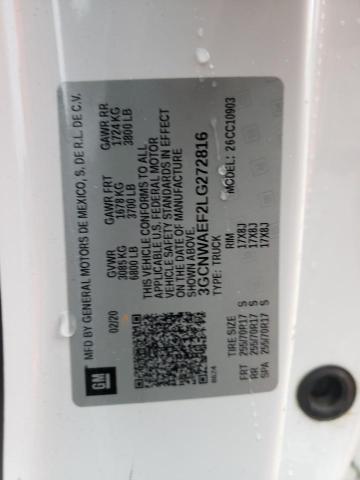 GM
MFD BY GENERAL MOTORS DE MEXICO, S. DE R.L. DE C.V.
02/20
GVWR
3085 KG
6800 LB
GAWR FRT
1678 KG
3700 LB
GAWR RR
1724 KG
3800 LB
THIS VEHICLE CONFORMS TO ALL
APPLICABLE U.S. FEDERAL MOTOR
VEHICLE SAFETY STANDARDS IN EFFECT
ON THE DATE OF MANUFACTURE
SHOWN ABOVE.
3GCNWAEF2LG272816
TYPE: TRUCK
MODEL: 26CC10903
8624
TIRE SIZE
RIM
FRT 255/70R17 S 17X8J
RR 255/70R17 S 17X8J
SPA 255/70R17 S 17X8J